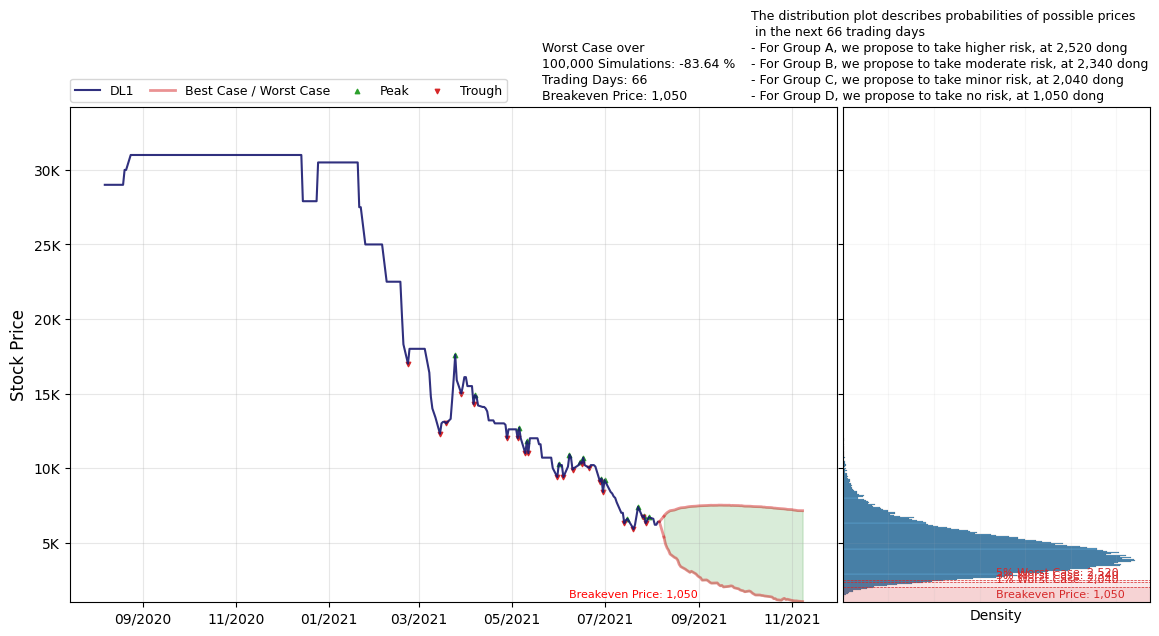 The distribution plot describes probabilities of possible prices
in the next 66 trading days
- For Group A, we propose to take higher risk, at 2,520 dong
- For Group B, we propose to take moderate risk, at 2,340 dong
- For Group C, we propose to take minor risk, at 2,040 dong
- For Group D, we propose to take no risk, at 1,050 dong
Worst Case over
100,000 Simulations: -83.64 %
Trading Days: 66
Breakeven Price: 1,050
DL1
Best Case / Worst Case
Peak
Trough
Stock Price
30K
25K
20K
15K
10K
5K
09/2020
11/2020
01/2021
03/2021
05/2021
07/2021
09/2021
11/2021
Breakeven Price: 1,050
5% Worst Case: 2,520
1% Worst Case: 2,040
Breakeven Price: 1,050
Density